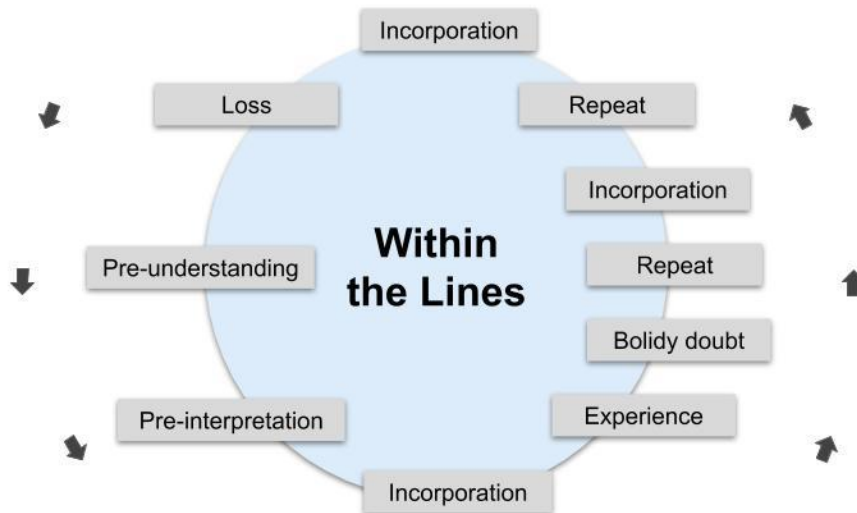 Incorporation
Loss
Repeat
Incorporation
Within
the Lines
Pre-understanding
Repeat
Bolidy doubt
Pre-interpretation
Experience
Incorporation